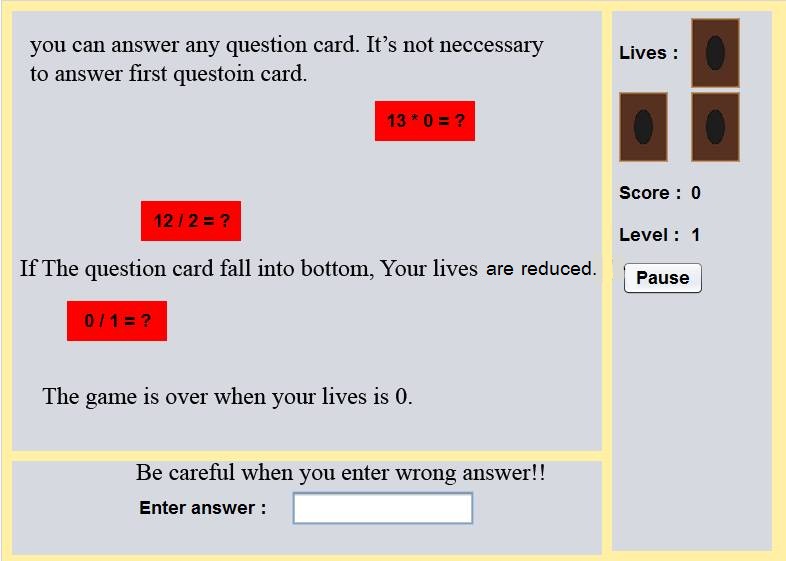 you can answer any question card. It's not neccessary
to answer first questoin card.
13 * 0 = ?
12 / 2 = ?
If The question card fall into bottom, Your lives are reduced.
0 / 1 = ?
The game is over when your lives is 0.
Be careful when you enter wrong answer!!
Enter answer :
Lives :
Score : 0
Level : 1
Pause